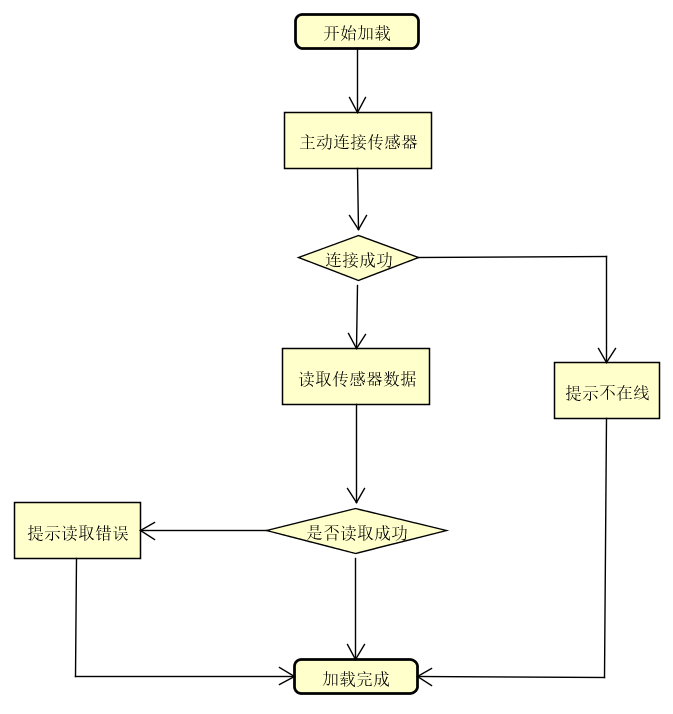 开始加载
主动连接传感器
连接成功
读取传感器数据
提示不在线
提示读取错误
是否读取成功
加载完成